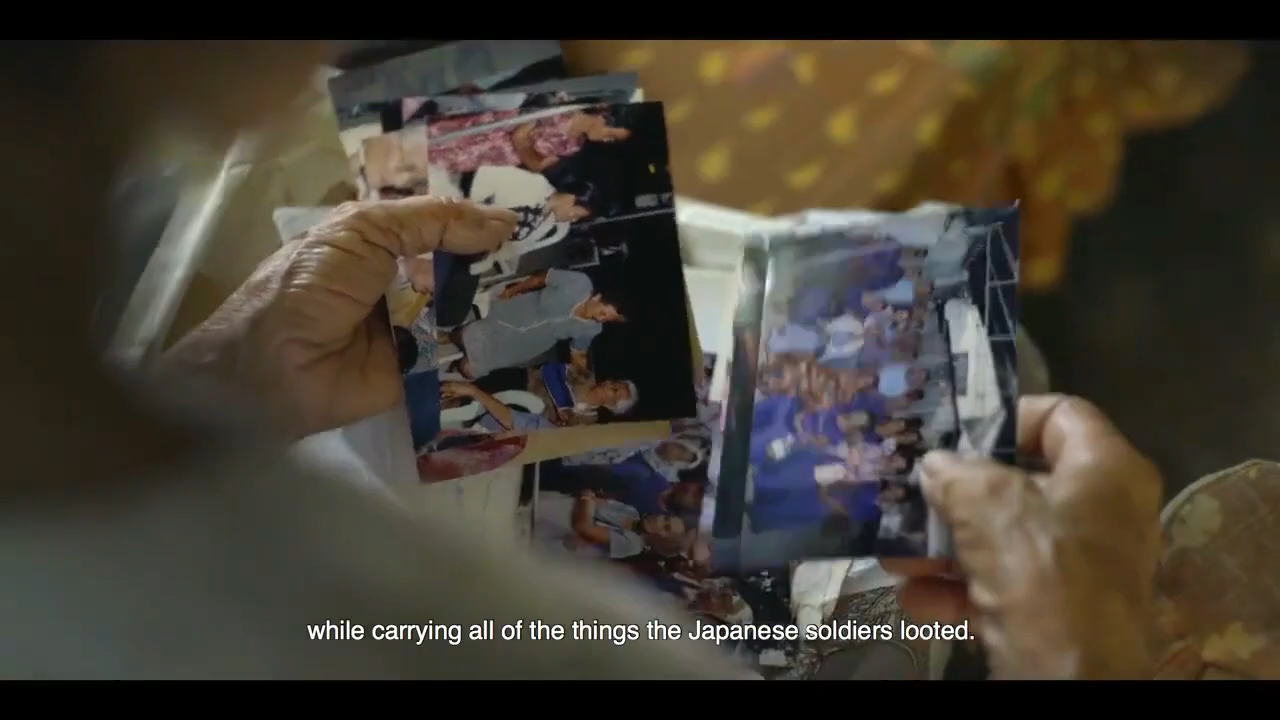 while carrying all of the things the Japanese soldiers looted.